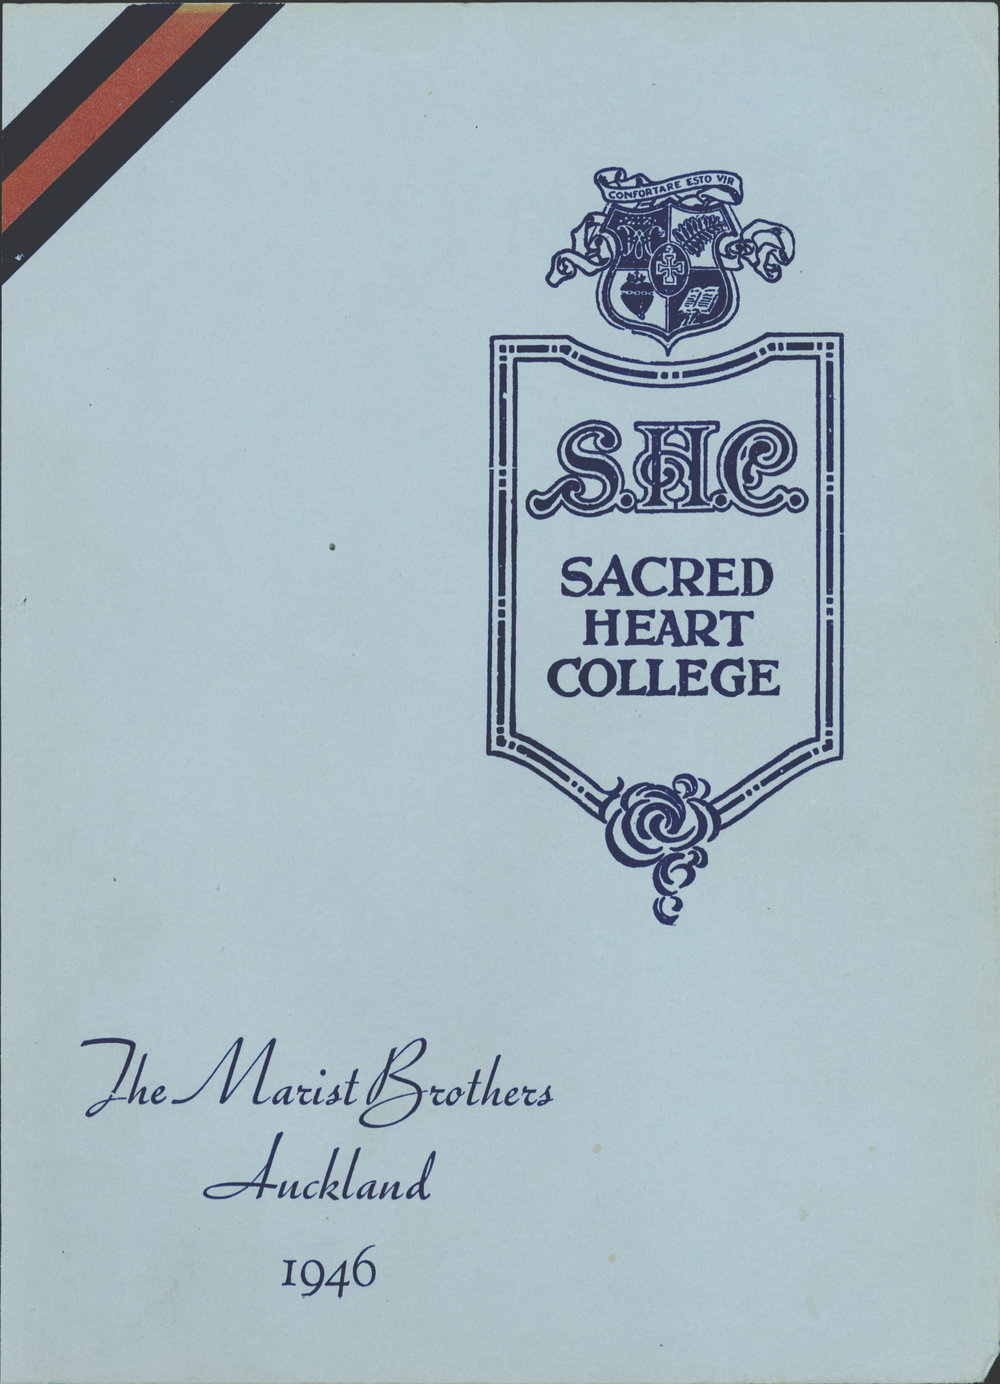 CONFORTARE ESTO VIR
S.H.C.
SACRED
HEART
COLLEGE
The Marist Brothers
Auckland
1946